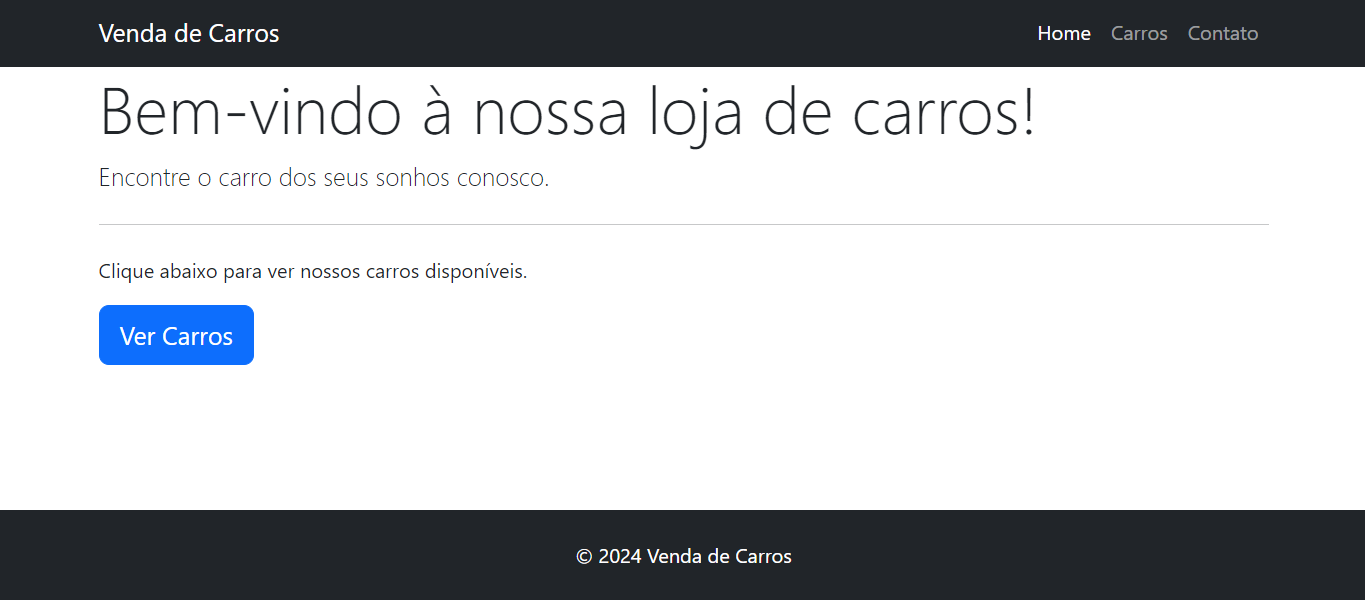 Venda de Carros
Home Carros Contato
Bem-vindo à nossa loja de carros!
Encontre o carro dos seus sonhos conosco.
Clique abaixo para ver nossos carros disponíveis.
Ver Carros
© 2024 Venda de Carros